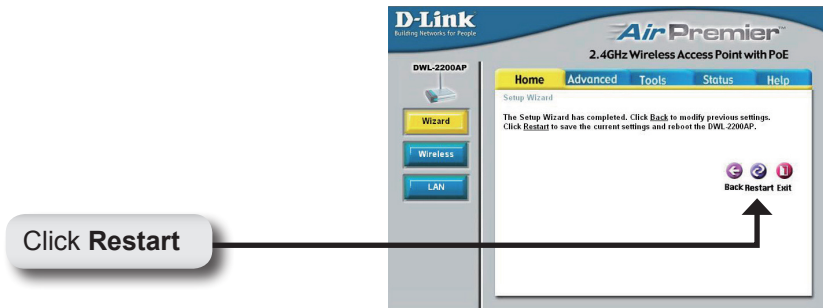 D-Link
Building Networks for People
AirPremier™
2.4GHz Wireless Access Point with PoE
DWL-2200AP
Home Advanced Tools Status Help
Setup Wizard
The Setup Wizard has completed. Click Back to modify previous settings.
Click Restart to save the current settings and reboot the DWL-2200AP.
Wizard
Wireless
LAN
Back Restart Exit
Click Restart